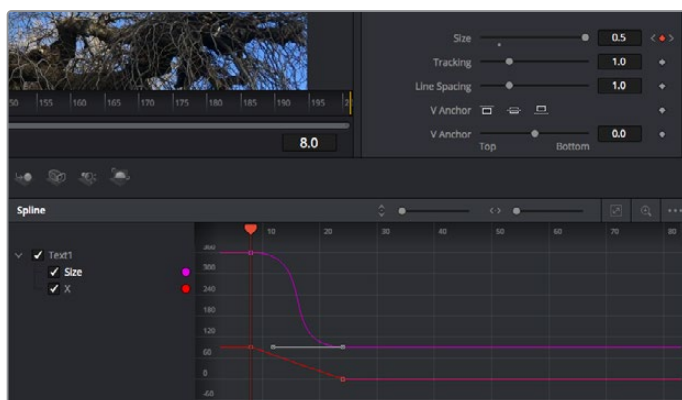 Size 0.5
Tracking 1.0
Line Spacing 1.0
V Anchor
V Anchor 0.0
Top Bottom
50 155 160 165 170 175 180 185 190 195
8.0
Spline
10 20 30 40 50 60 70 80
Text1
Size
X
360
300
240
180
120
60
0
-60